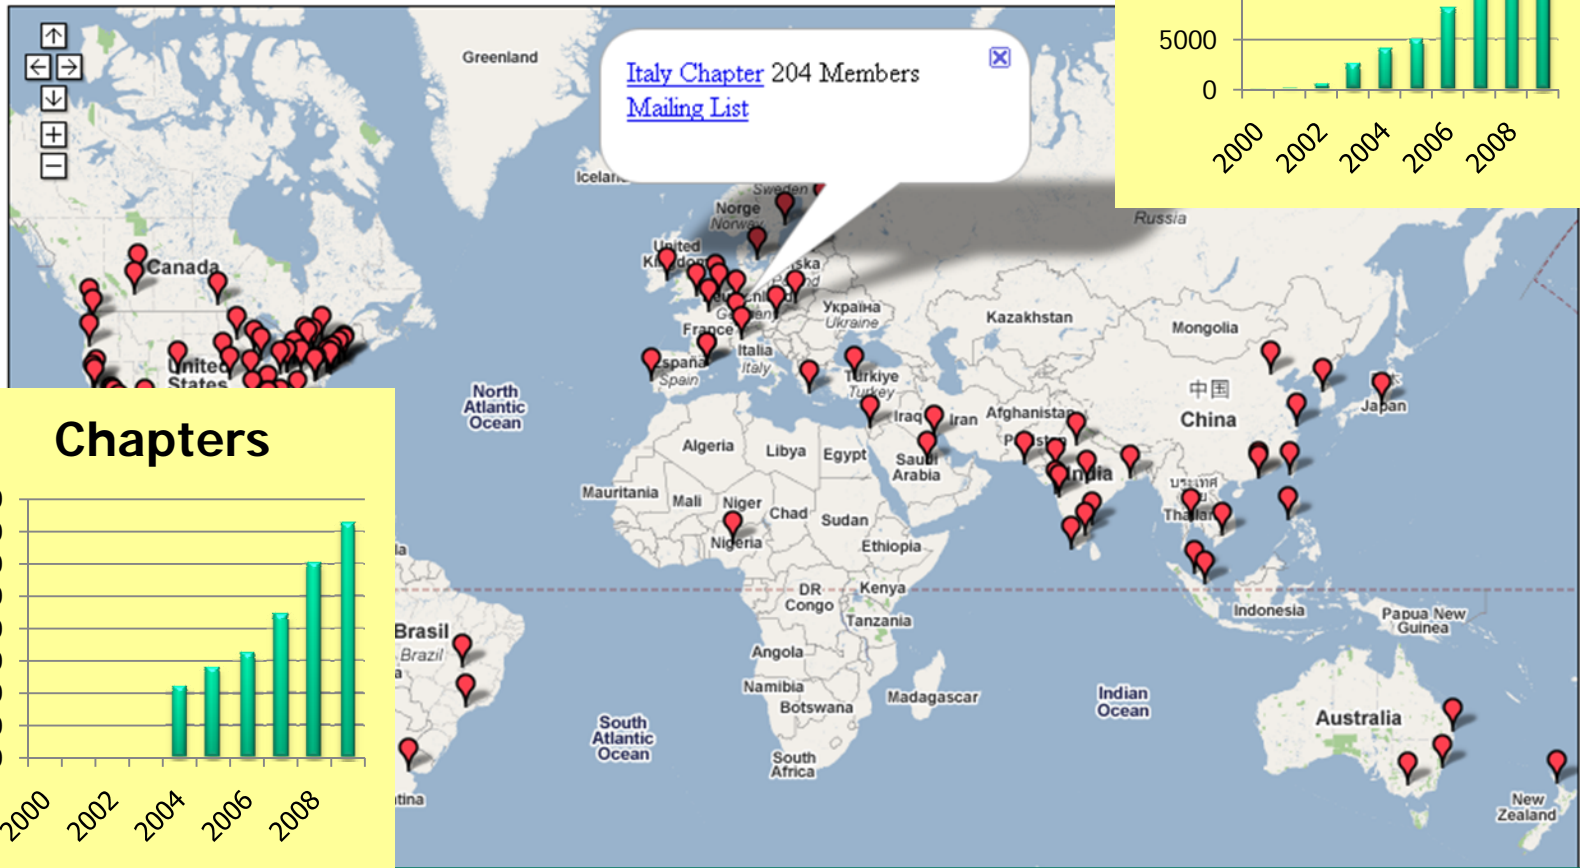 Greenland
Italy Chapter 204 Members
Mailing List
5000
0
2000
2002
2004
2006
2008
Sweden
Norge
Norway
Russia
United
Canada
Україна
Ukraine
Kazakhstan
Mongolia
France
United
States
Italia
Italy
España
Spain
Türkiye
Turkey
中国
China
Japan
North
Atlantic
Ocean
Iraq
Iran
Afghanistan
Algeria
Libya
Egypt
Saudi
Arabia
India
Mauritania
Mali
Niger
Chad
Sudan
Thailand
Nigeria
Ethiopia
DR
Congo
Kenya
Tanzania
Indonesia
Papua New
Guinea
Brasil
Brazil
Angola
Namibia
Botswana
Madagascar
South
Africa
South
Atlantic
Ocean
Indian
Ocean
Australia
New
Zealand
Chapters
2000
2002
2004
2006
2008